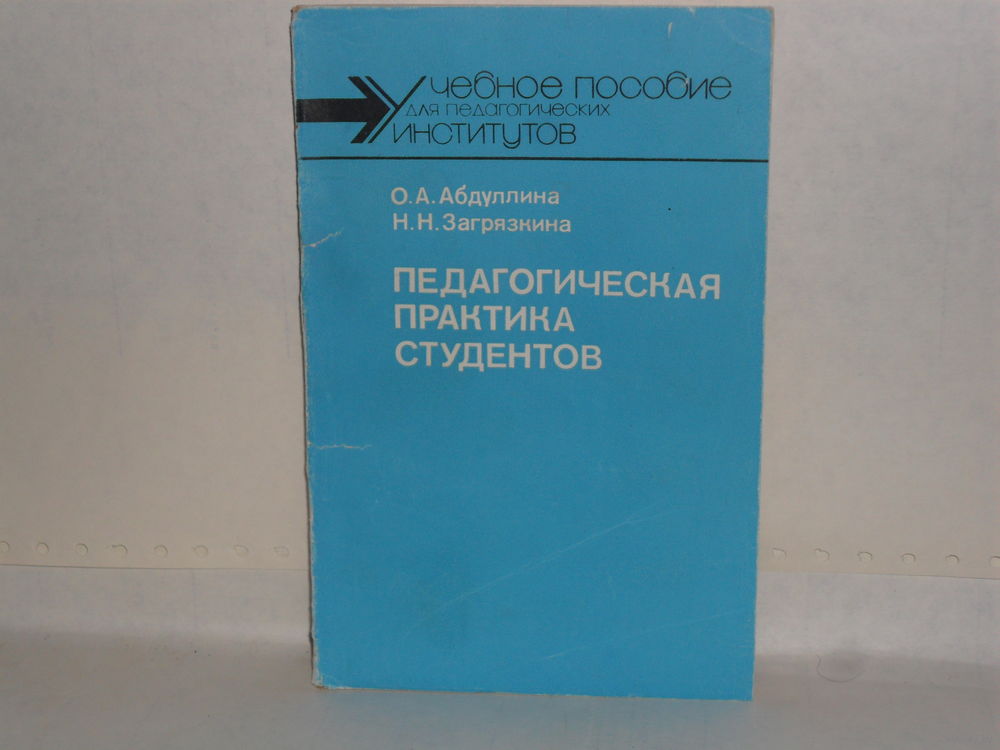 Учебное пособие
для педагогических
институтов
О.А.Абдуллина
Н.Н.Загрязкина
ПЕДАГОГИЧЕСКАЯ
ПРАКТИКА
СТУДЕНТОВ